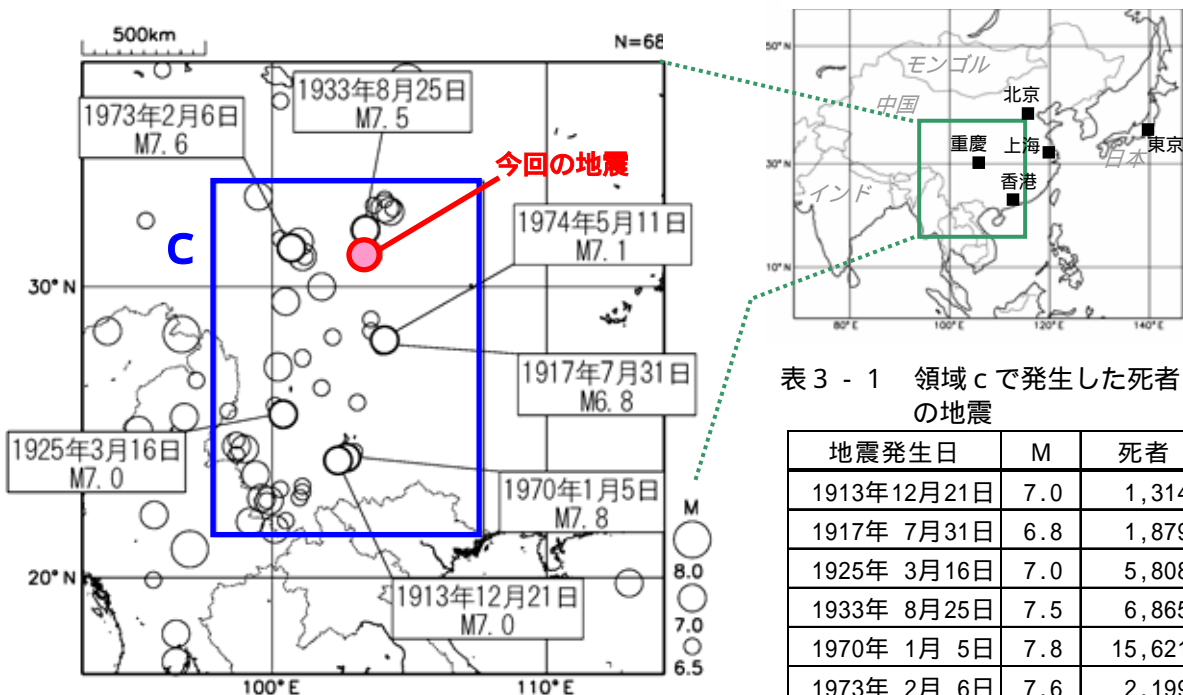 500km
N=68
1933年8月25日
M7.5
1973年2月6日
M7.6
今回の地震
1974年5月11日
M7.1
C
30°N
1917年7月31日
M6.8
1925年3月16日
M7.0
1970年1月5日
M7.8
1913年12月21日
M7.0
20°N
100°E
110°E
M
8.0
7.0
6.5
50°N
モンゴル
中国
北京
重慶
上海
東京
日本
30°N
香港
インド
10°N
80°E
100°E
120°E
140°E
表3-1 領域cで発生した死者
の地震
地震発生日 M 死者
1913年12月21日 7.0 1,314
1917年 7月31日 6.8 1,879
1925年 3月16日 7.0 5,808
1933年 8月25日 7.5 6,865
1970年 1月 5日 7.8 15,621
1973年 2月 6日 7.6 2,199